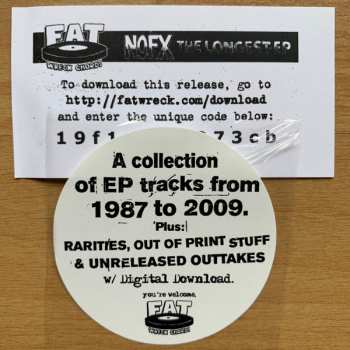 FAT
WRECK CHORDS
NOFX THE LONGEST EP
To download this release, go to
http://fatwreck.com/download
and enter the unique code below:
A collection
of EP tracks from
1987 to 2009.
Plus:
RARITIES, OUT OF PRINT STUFF
& UNRELEASED OUTTAKES
w/ Digital Download.
you're welcome,
FAT
WRECK CHORDS